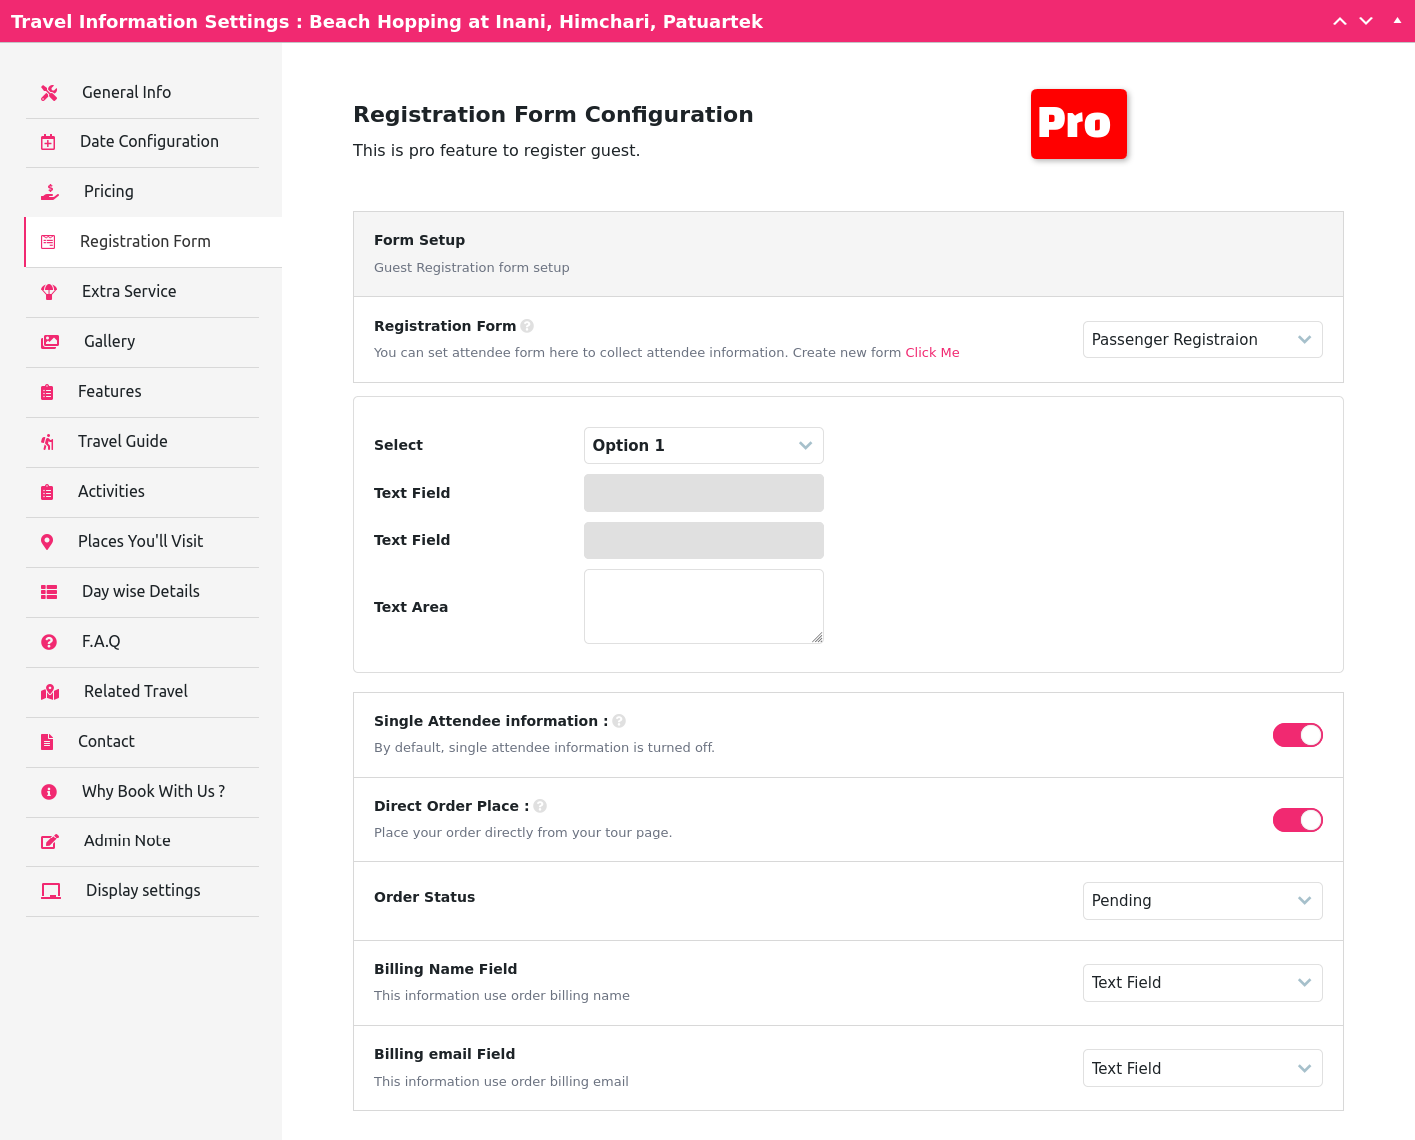 Travel Information Settings : Beach Hopping at Inani, Himchari, Patuartek
General Info
Date Configuration
Pricing
Registration Form
Extra Service
Gallery
Features
Travel Guide
Activities
Places You'll Visit
Day wise Details
F.A.Q
Related Travel
Contact
Why Book With Us ?
Admin Note
Display settings
Registration Form Configuration
Pro
This is pro feature to register guest.
Form Setup
Guest Registration form setup
Registration Form
You can set attendee form here to collect attendee information. Create new form Click Me
Passenger Registraion
Select
Option 1
Text Field
Text Field
Text Area
Single Attendee information :
By default, single attendee information is turned off.
Direct Order Place :
Place your order directly from your tour page.
Order Status
Pending
Billing Name Field
This information use order billing name
Text Field
Billing email Field
This information use order billing email
Text Field